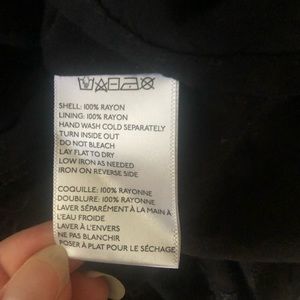 SHELL: 100% RAYON
LINING: 100% RAYON
HAND WASH COLD SEPARATELY
TURN INSIDE OUT
DO NOT BLEACH
LAY FLAT TO DRY
LOW IRON AS NEEDED
IRON ON REVERSE SIDE
COQUILLE: 100% RAYONNE
DOUBLURE: 100% RAYONNE
LAVER SÉPARÉMENT À LA MAIN À
L'EAU FROIDE
LAVER À L'ENVERS
NE PAS BLANCHIR
POSER À PLAT POUR LE SÉCHAGE